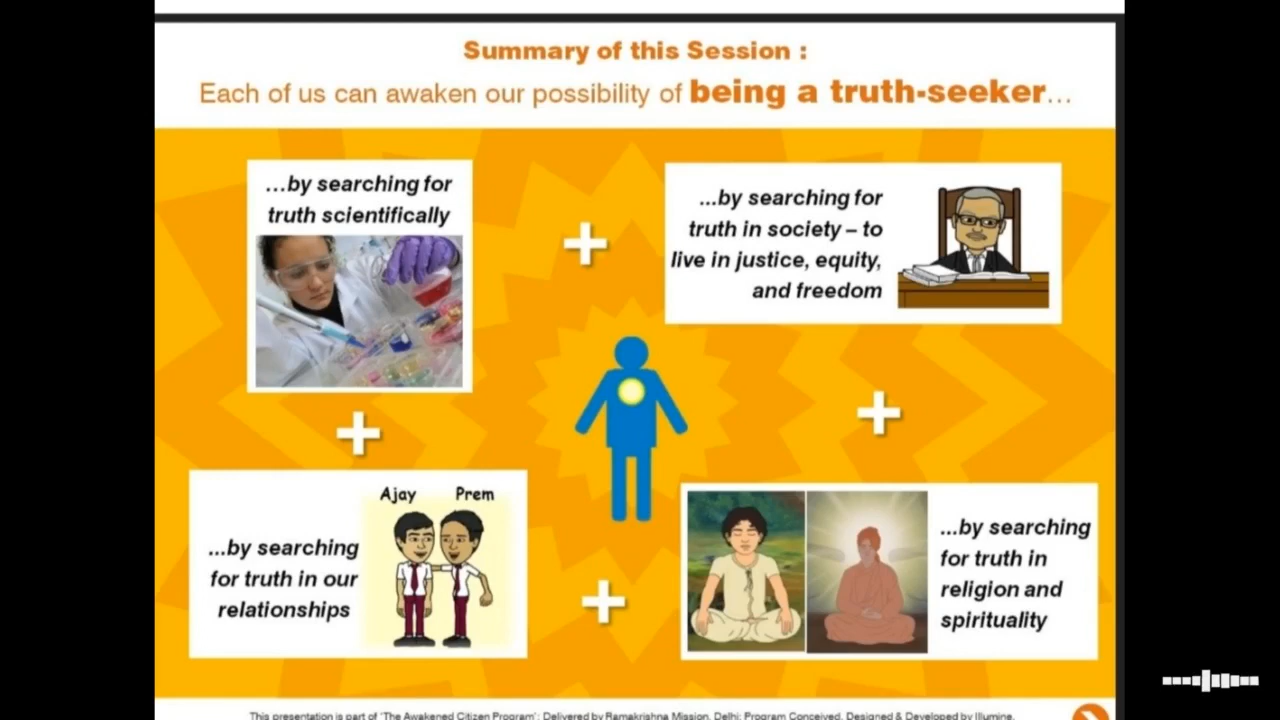 Summary of this Session :
Each of us can awaken our possibility of being a truth-seeker...
...by searching for
truth scientifically
...by searching for
truth in society – to
live in justice, equity,
and freedom
Ajay Prem
...by searching
for truth in our
relationships
...by searching
for truth in
religion and
spirituality
This presentation is part of 'The Awakened Citizen Program': Delivered by Ramakrishna Mission, Delhi; Program Conceived, Designed & Developed by Illumine.